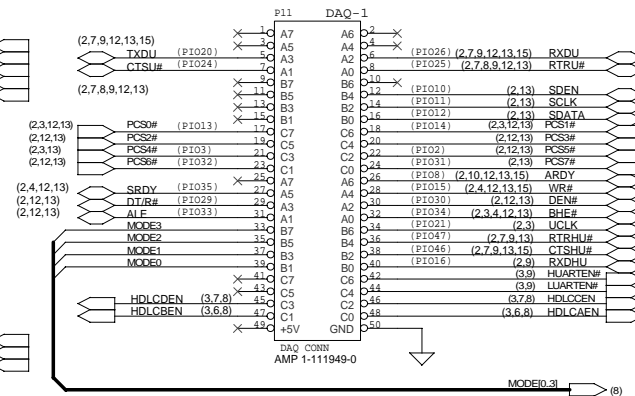 P11 DAQ-1
1 A7 A6 2
(2,7,9,12,13,15) 3 A5 A4 4
TXDU (PIO20) 5 A3 A2 6 (PIO26) (2,7,9,12,13,15) RXDU
CTSU# (PIO24) 7 A1 A0 8 (PIO25) (2,7,8,9,12,13) RTRU#
9 B7 B6 10
(2,7,8,9,12,13) 11 B5 B4 12 (PIO10) (2,13) SDEN
13 B3 B2 14 (PIO11) (2,13) SCLK
15 B1 B0 16 (PIO12) (2,13) SDATA
(2,3,12,13) PCS0# (PIO13) 17 C7 C6 18 (PIO14) (2,3,12,13) PCS1#
(2,12,13) PCS2# 19 C5 C4 20 (2,12,13) PCS3#
(2,3,13) PCS4# (PIO3) 21 C3 C2 22 (PIO2) (2,12,13) PCS5#
(2,12,13) PCS6# (PIO32) 23 C1 C0 24 (PIO31) (2,13) PCS7#
25 A7 A6 26 (PIO8) (2,10,12,13,15) ARDY
(2,4,12,13) SRDY (PIO35) 27 A5 A4 28 (PIO15) (2,4,12,13,15) WR#
(2,12,13) DT/R# (PIO29) 29 A3 A2 30 (PIO30) (2,12,13) DEN#
(2,12,13) ALE (PIO33) 31 A1 A0 32 (PIO34) (2,3,4,12,13) BHE#
MODE3 33 B7 B6 34 (PIO21) (2,3) UCLK
MODE2 35 B5 B4 36 (PIO47) (2,7,9,13) RTRHU#
MODE1 37 B3 B2 38 (PIO46) (2,7,9,13,15) CTSHU#
MODE0 39 B1 B0 40 (PIO16) (2,9) RXDHU
41 C7 C6 42 (3,9) HUARTEN#
43 C5 C4 44 (3,9) LUARTEN#
HDLCDEN (3,7,8) 45 C3 C2 46 (3,7,8) HDLCCEN
HDLCBEN (3,6,8) 47 C1 C0 48 (3,6,8) HDLCAEN
49 +5V GND 50
DAQ CONN
AMP 1-111949-0
MODE[0..3] (8)